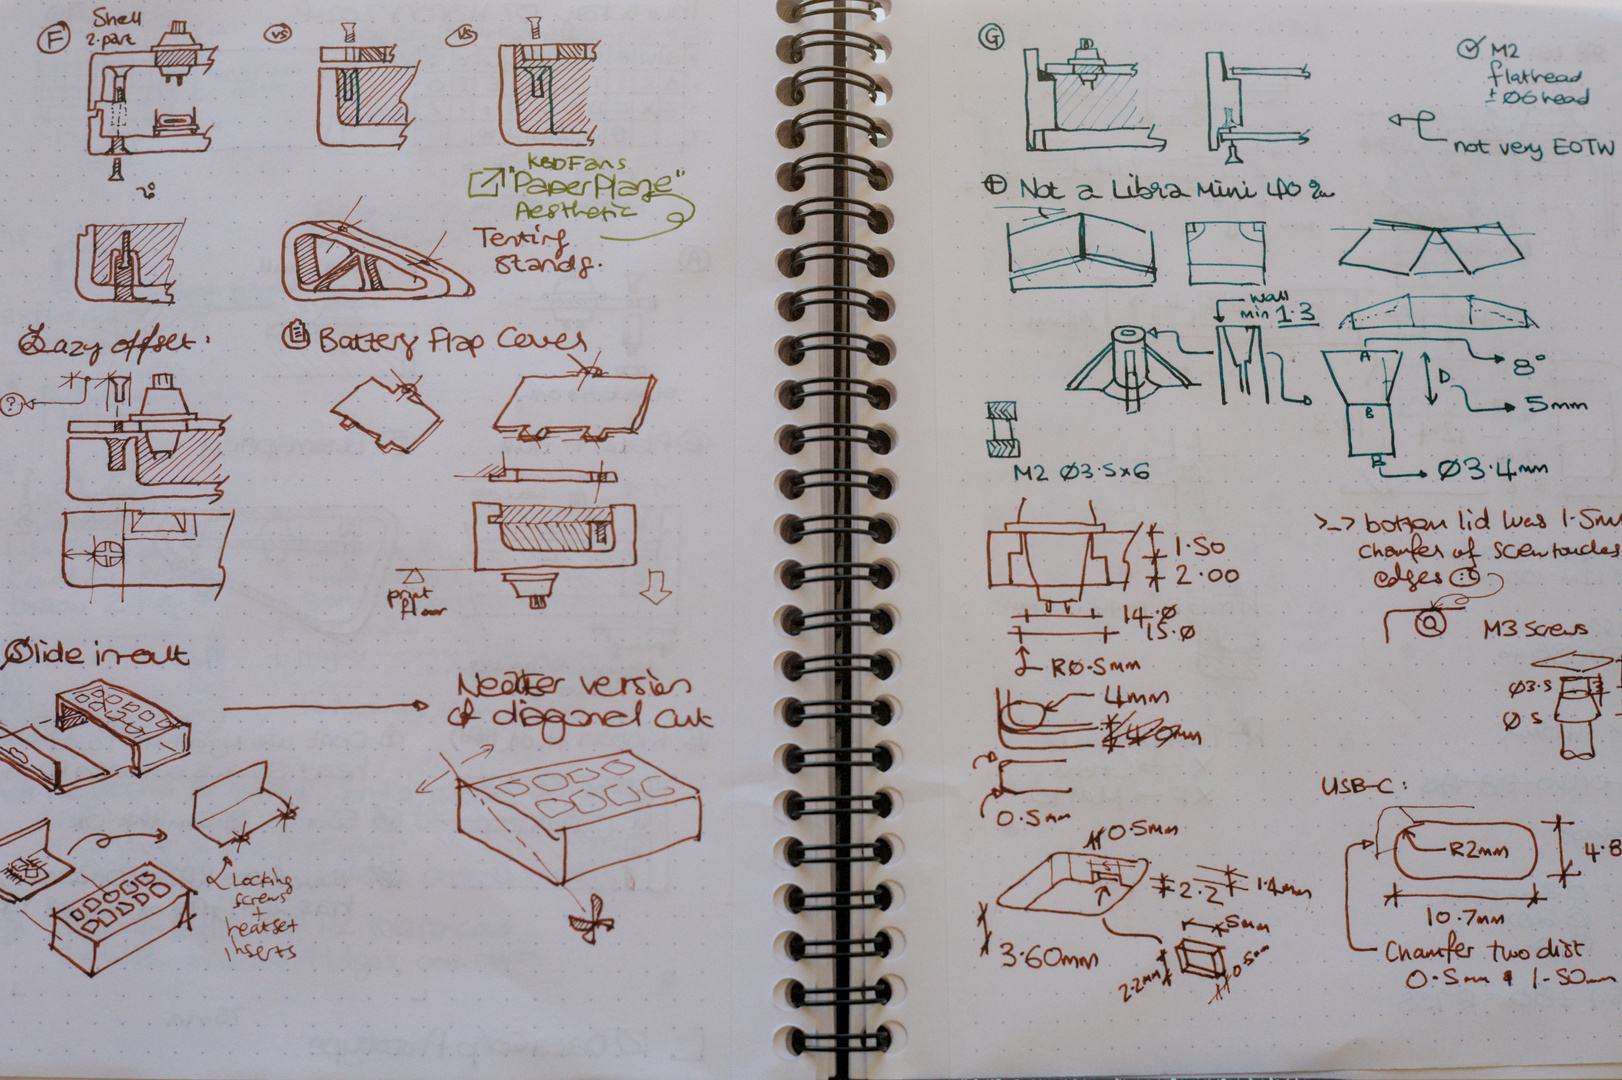 F
Shell
2-part
vs
vs
KBDFans
"PaperPlane"
Aesthetic
Tenting
Stands.
Lazy offset.
Battery Flap Covers
?
print
floor
Slide in-out
Neater version
of diagonal cut
Locking
screws
+
heatset
inserts
G
M2
flathead
± Ø6 head
not very EOTW
Not a Libra Mini 40%
wall
min 1.3
A
D
B
B
8°
5mm
Ø3.4mm
M2 Ø3.5x6
1.50
2.00
14.0
15.0
R0.5mm
4mm
0.5mm
>_> bottom lid was 1.5mm
chamfer of screw touches
edges
M3 Screws
Ø3.5
Ø5
USB-C:
R2mm
4.8
10.7mm
Chamfer two dist
0.5mm & 1.50mm
0.5mm
2.2
1.4mm
3.60mm
5mm
2.2mm
0.5mm